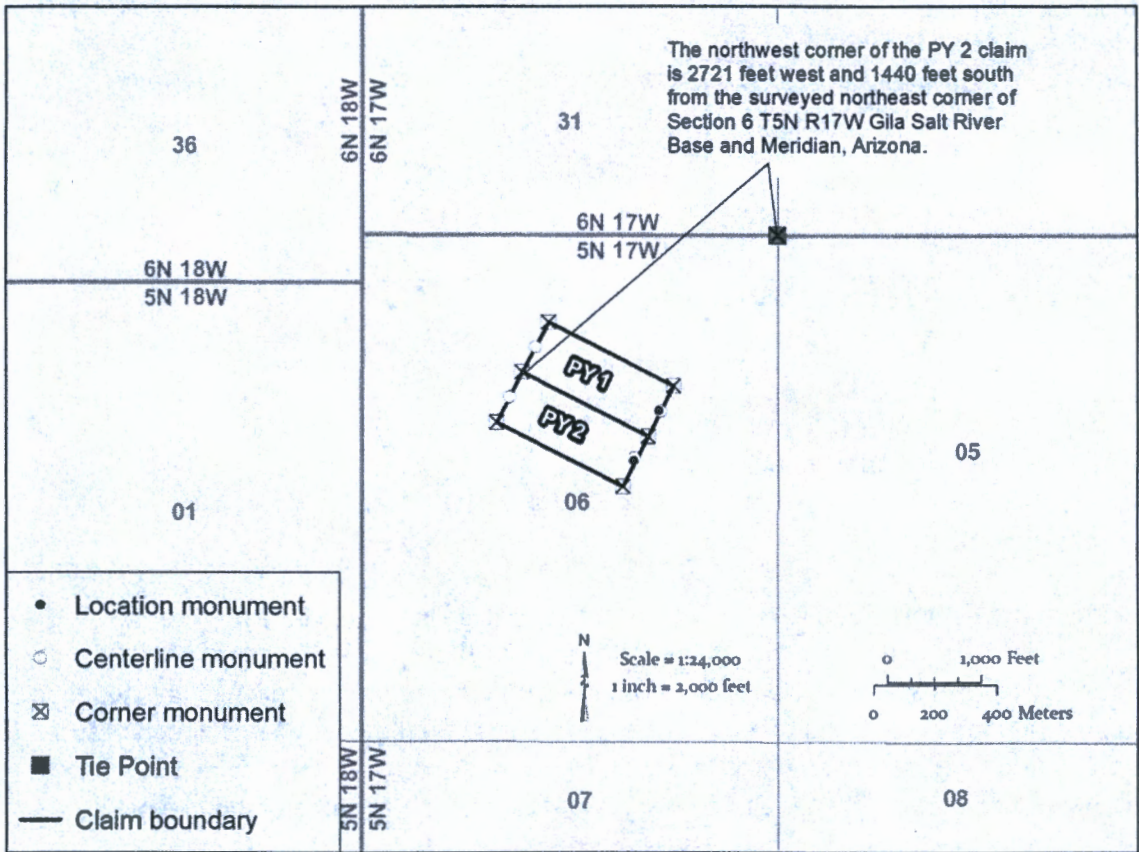 The northwest corner of the PY 2 claim
is 2721 feet west and 1440 feet south
from the surveyed northeast corner of
Section 6 T5N R17W Gila Salt River
Base and Meridian, Arizona.
36
6N 18W
6N 17W
31
6N 17W
5N 17W
6N 18W
5N 18W
PY1
PY2
05
06
01
Location monument
Centerline monument
Corner monument
Tie Point
Claim boundary
N
Scale = 1:24,000
1 inch = 2,000 feet
0 1,000 Feet
0 200 400 Meters
5N 18W
5N 17W
07
08